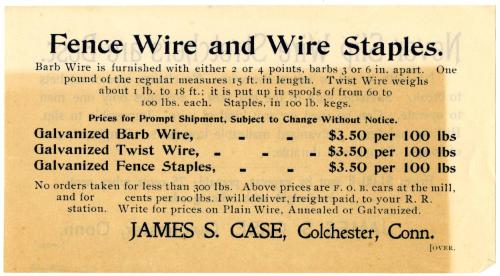 Fence Wire and Wire Staples.
Barb Wire is furnished with either 2 or 4 points, barbs 3 or 6 in. apart. One
pound of the regular measures 15 ft. in length. Twist Wire weighs
about 1 lb. to 18 ft.; it is put up in spools of from 60 to
100 lbs. each. Staples, in 100 lb. kegs.
Prices for Prompt Shipment, Subject to Change Without Notice.
Galvanized Barb Wire, - - $3.50 per 100 lbs
Galvanized Twist Wire, - - - $3.50 per 100 lbs
Galvanized Fence Staples, - - $3.50 per 100 lbs
No orders taken for less than 300 lbs. Above prices are F. O. B. cars at the mill,
and for cents per 100 lbs. I will deliver, freight paid, to your R. R.
station. Write for prices on Plain Wire, Annealed or Galvanized.
JAMES S. CASE, Colchester, Conn.
[OVER.